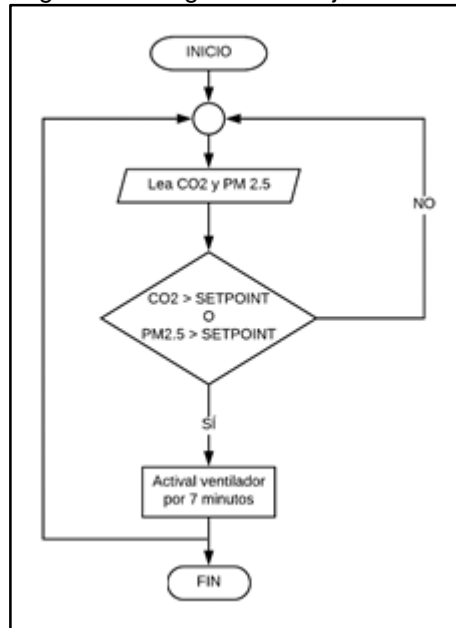 INICIO
Lea CO2 y PM 2.5
NO
CO2 > SETPOINT
O
PM2.5 > SETPOINT
SÍ
Actival ventilador
por 7 minutos
FIN